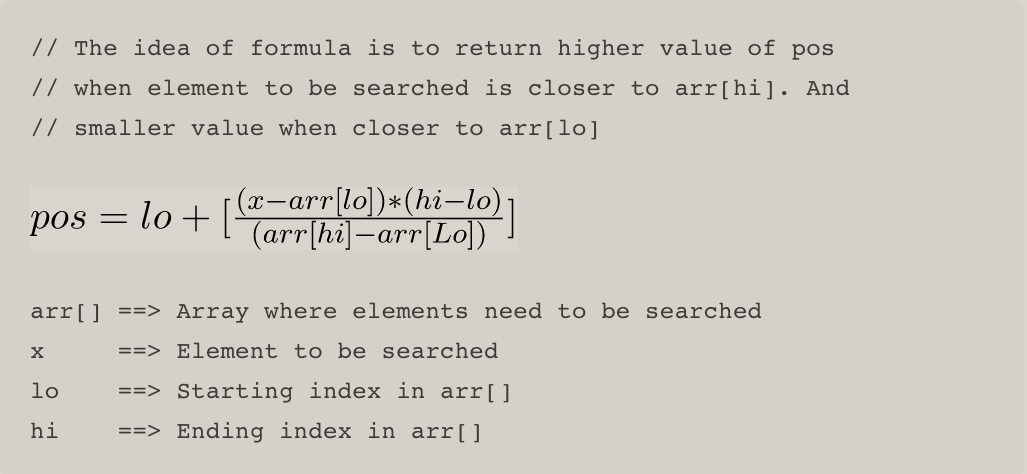 // The idea of formula is to return higher value of pos
// when element to be searched is closer to arr[hi]. And
// smaller value when closer to arr[lo]
pos = lo + [ (x−arr[lo])∗(hi−lo) / (arr[hi]−arr[Lo]) ]
arr[] ==> Array where elements need to be searched
x     ==> Element to be searched
lo    ==> Starting index in arr[]
hi    ==> Ending index in arr[]